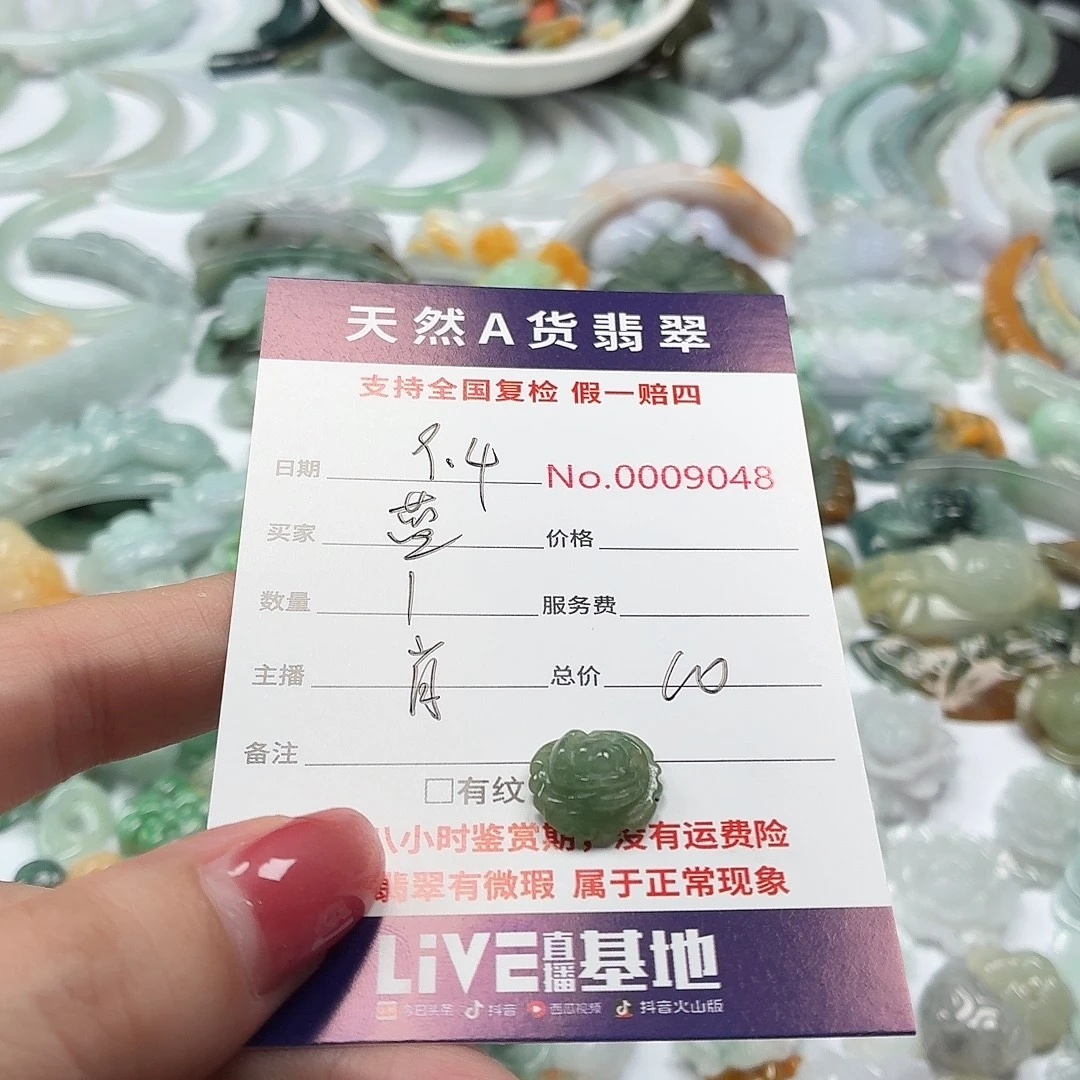 天然A货翡翠
支持全国复检 假一赔四
日期 9.4 No.0009048
买家 价格
数量 1 服务费
主播 肖 总价 60
备注
□有纹
八小时鉴赏期，没有运费险
翡翠有微瑕 属于正常现象
LiVE直播基地
今日头条 抖音 西瓜视频 抖音火山版